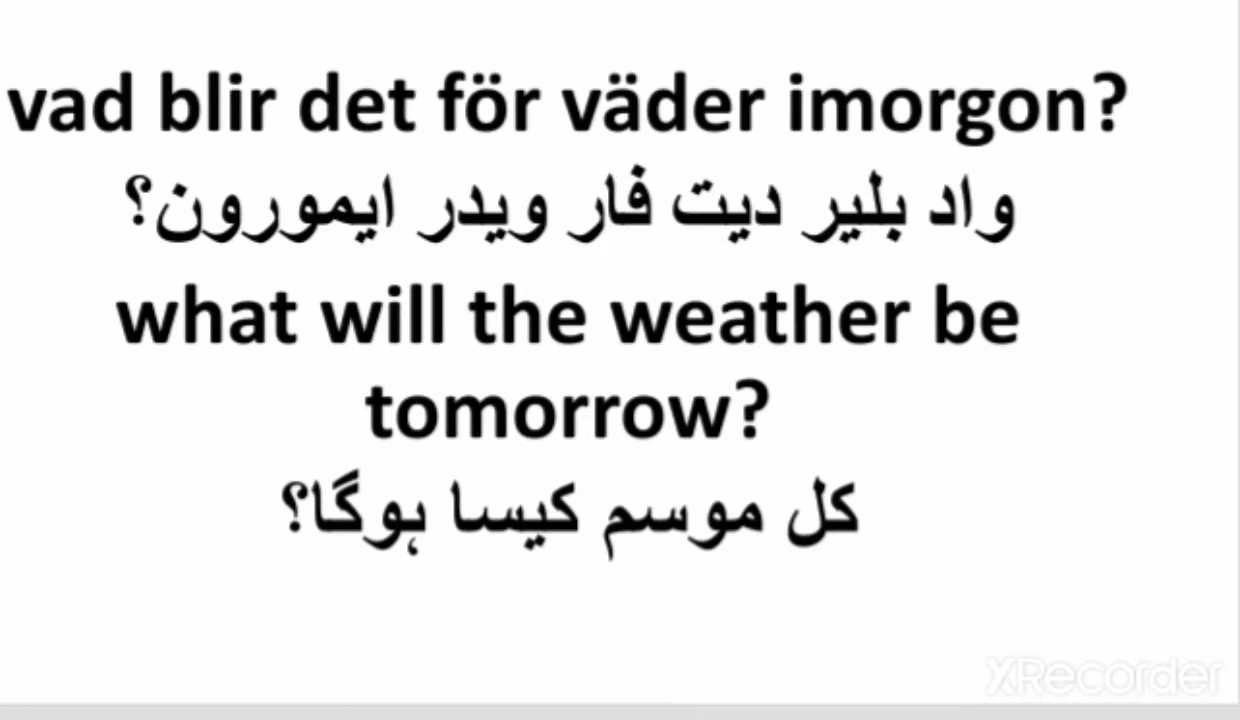 vad blir det för väder imorgon?
واد بلیر دیت فار ویدر ایمورون؟
what will the weather be
tomorrow?
کل موسم کیسا ہوگا؟
XRecorder